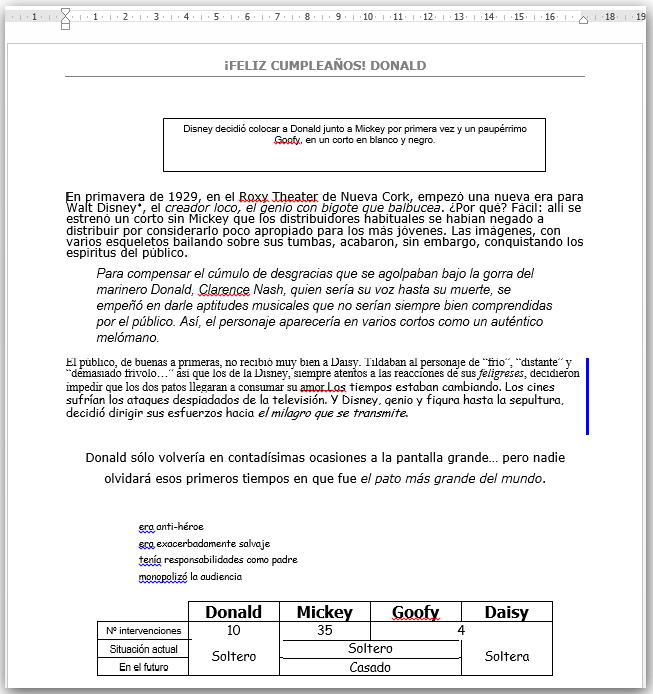 1 1 2 3 4 5 6 7 8 9 10 11 12 13 14 15 16 18 19
¡FELIZ CUMPLEAÑOS! DONALD
Disney decidió colocar a Donald junto a Mickey por primera vez y un paupérrimo
Goofy, en un corto en blanco y negro.
En primavera de 1929, en el Roxy Theater de Nueva Cork, empezó una nueva era para
Walt Disney*, el creador loco, el genio con bigote que balbucea. ¿Por qué? Fácil: allí se
estrenó un corto sin Mickey que los distribuidores habituales se habían negado a
distribuir por considerarlo poco apropiado para los más jóvenes. Las imágenes, con
varios esqueletos bailando sobre sus tumbas, acabaron, sin embargo, conquistando los
espíritus del público.
Para compensar el cúmulo de desgracias que se agolpaban bajo la gorra del
marinero Donald, Clarence Nash, quien sería su voz hasta su muerte, se
empeñó en darle aptitudes musicales que no serían siempre bien comprendidas
por el público. Así, el personaje aparecería en varios cortos como un auténtico
melómano.
El público, de buenas a primeras, no recibió muy bien a Daisy. Tildaban al personaje de “frío”, “distante” y
“demasiado frívolo…” así que los de la Disney, siempre atentos a las reacciones de sus feligreses, decidieron
impedir que los dos patos llegaran a consumar su amor.Los tiempos estaban cambiando. Los cines
sufrían los ataques despiadados de la televisión. Y Disney, genio y figura hasta la sepultura,
decidió dirigir sus esfuerzos hacia el milagro que se transmite.
Donald sólo volvería en contadísimas ocasiones a la pantalla grande… pero nadie
olvidará esos primeros tiempos en que fue el pato más grande del mundo.
era anti-héroe
era exacerbadamente salvaje
tenía responsabilidades como padre
monopolizó la audiencia
Donald Mickey Goofy Daisy
Nº intervenciones 10 35 4
Situación actual Soltero Soltero Soltera
En el futuro Casado